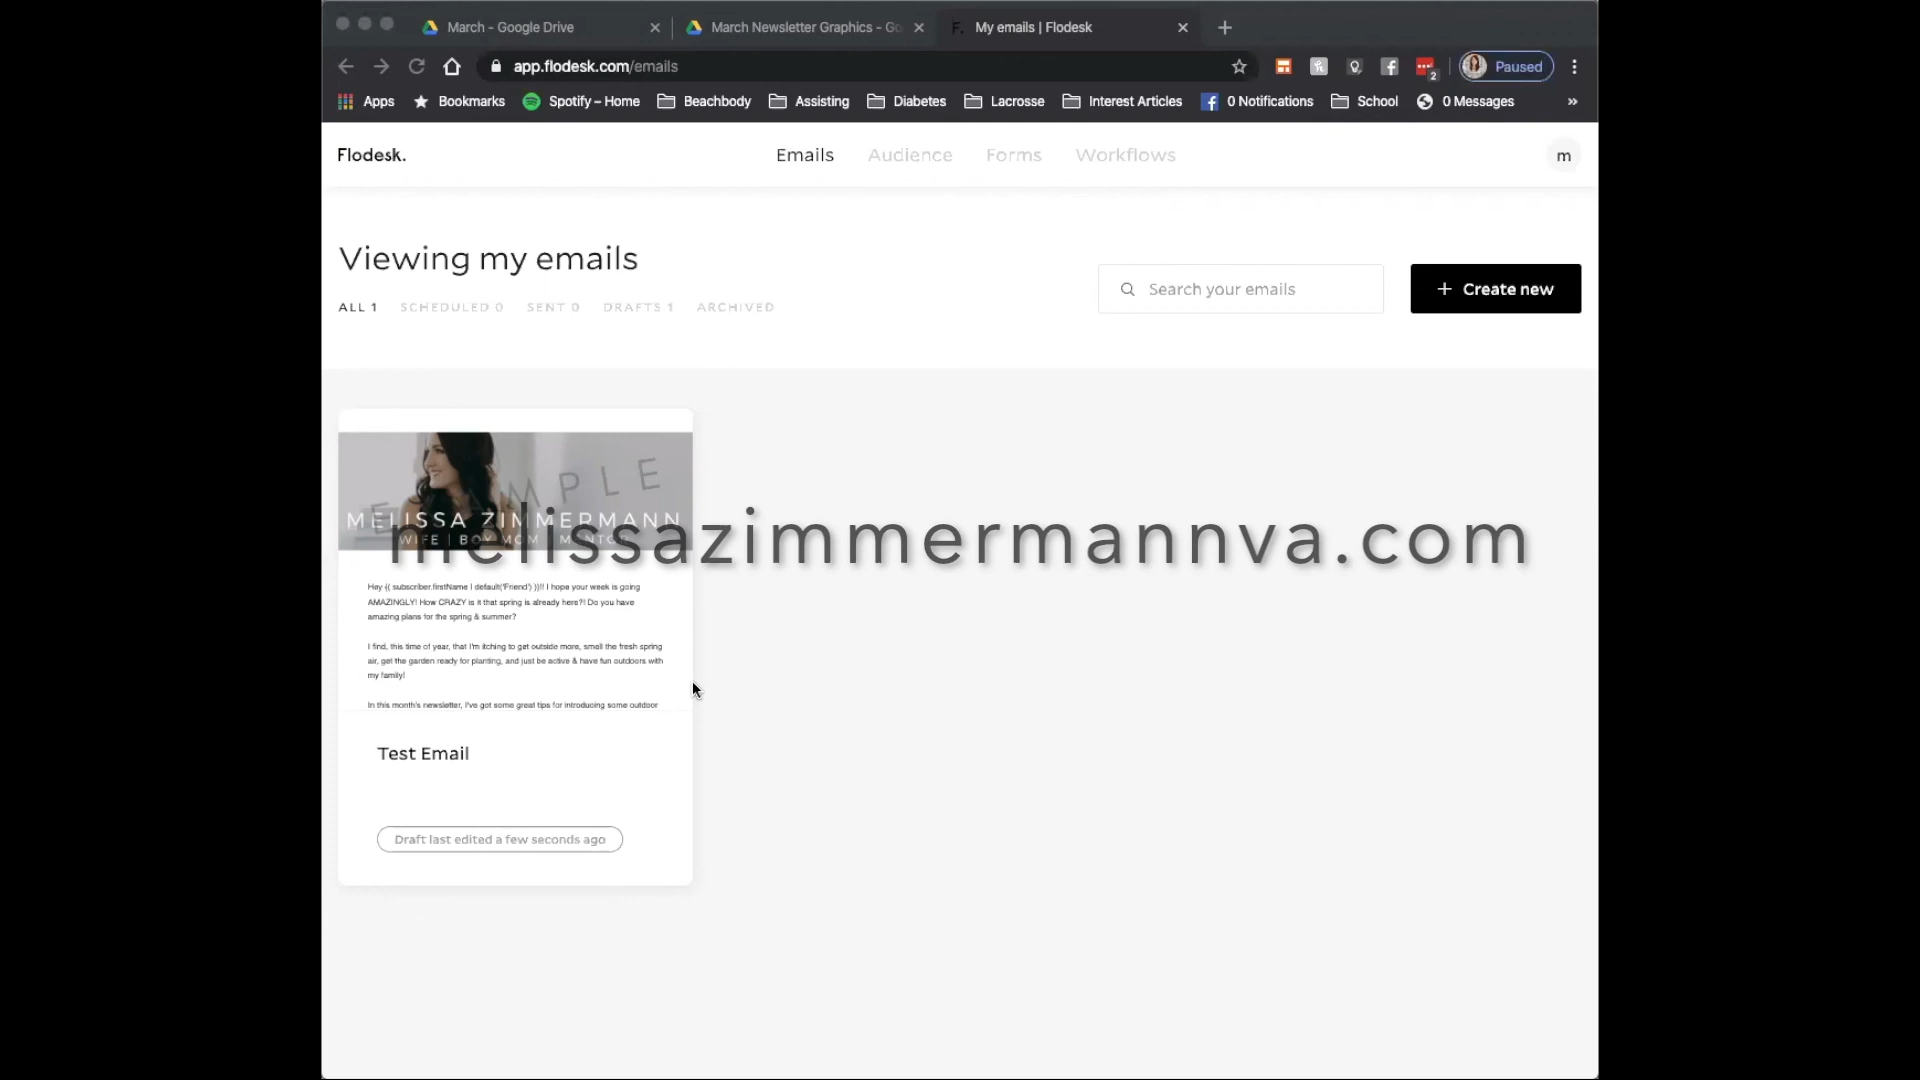 March - Google Drive
March Newsletter Graphics - Go
My emails | Flodesk
app.flodesk.com/emails
2
Paused
Apps
Bookmarks
Spotify – Home
Beachbody
Assisting
Diabetes
Lacrosse
Interest Articles
0 Notifications
School
0 Messages
»
Flodesk.
Emails
Audience
Forms
Workflows
m
Viewing my emails
Search your emails
+ Create new
ALL 1
SCHEDULED 0
SENT 0
DRAFTS 1
ARCHIVED
EXAMPLE
MELISSA ZIMMERMANN
WIFE | BOY MOM | MENTOR
melissazimmermannva.com
Hey {{ subscriber.firstName | default('Friend') }}!! I hope your week is going
AMAZINGLY! How CRAZY is it that spring is already here?! Do you have
amazing plans for the spring & summer?
I find, this time of year, that I'm itching to get outside more, smell the fresh spring
air, get the garden ready for planting, and just be active & have fun outdoors with
my family!
In this month's newsletter, I've got some great tips for introducing some outdoor
Test Email
Draft last edited a few seconds ago